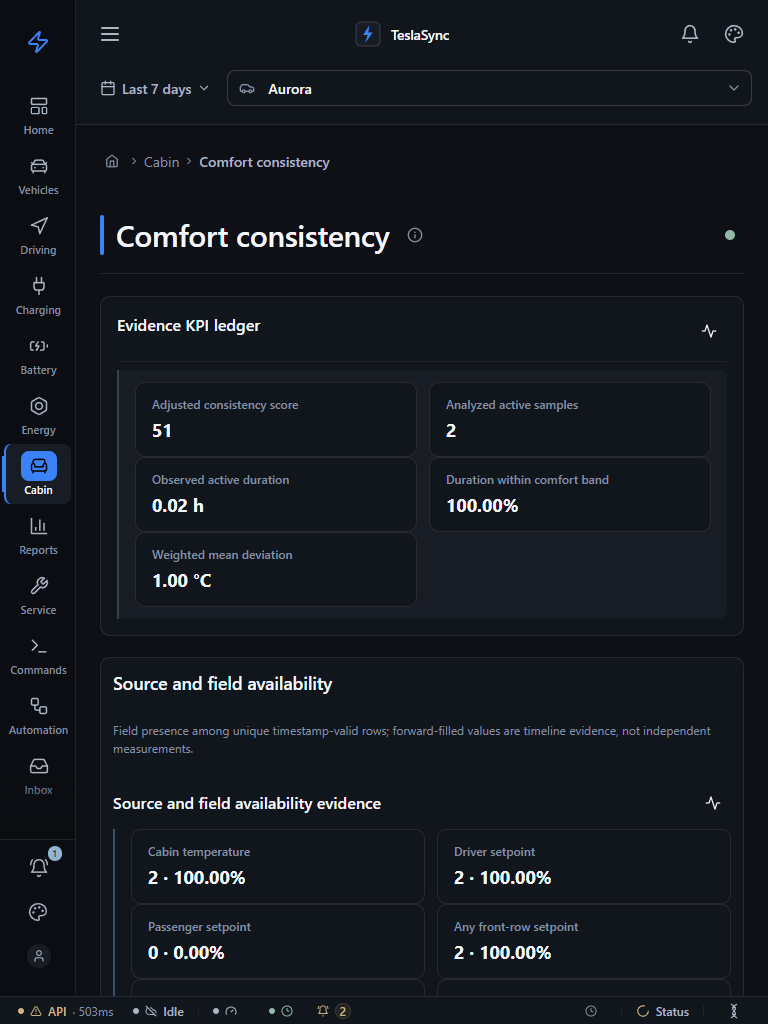 TeslaSync
Last 7 days
Aurora
Home
Vehicles
Driving
Charging
Battery
Energy
Cabin
Reports
Service
Commands
Automation
Inbox
1
Cabin
Comfort consistency
Comfort consistency
Evidence KPI ledger
Adjusted consistency score
51
Analyzed active samples
2
Observed active duration
0.02 h
Duration within comfort band
100.00%
Weighted mean deviation
1.00 °C
Source and field availability
Field presence among unique timestamp-valid rows; forward-filled values are timeline evidence, not independent
measurements.
Source and field availability evidence
Cabin temperature
2 · 100.00%
Driver setpoint
2 · 100.00%
Passenger setpoint
0 · 0.00%
Any front-row setpoint
2 · 100.00%
API · 503ms
Idle
2
Status